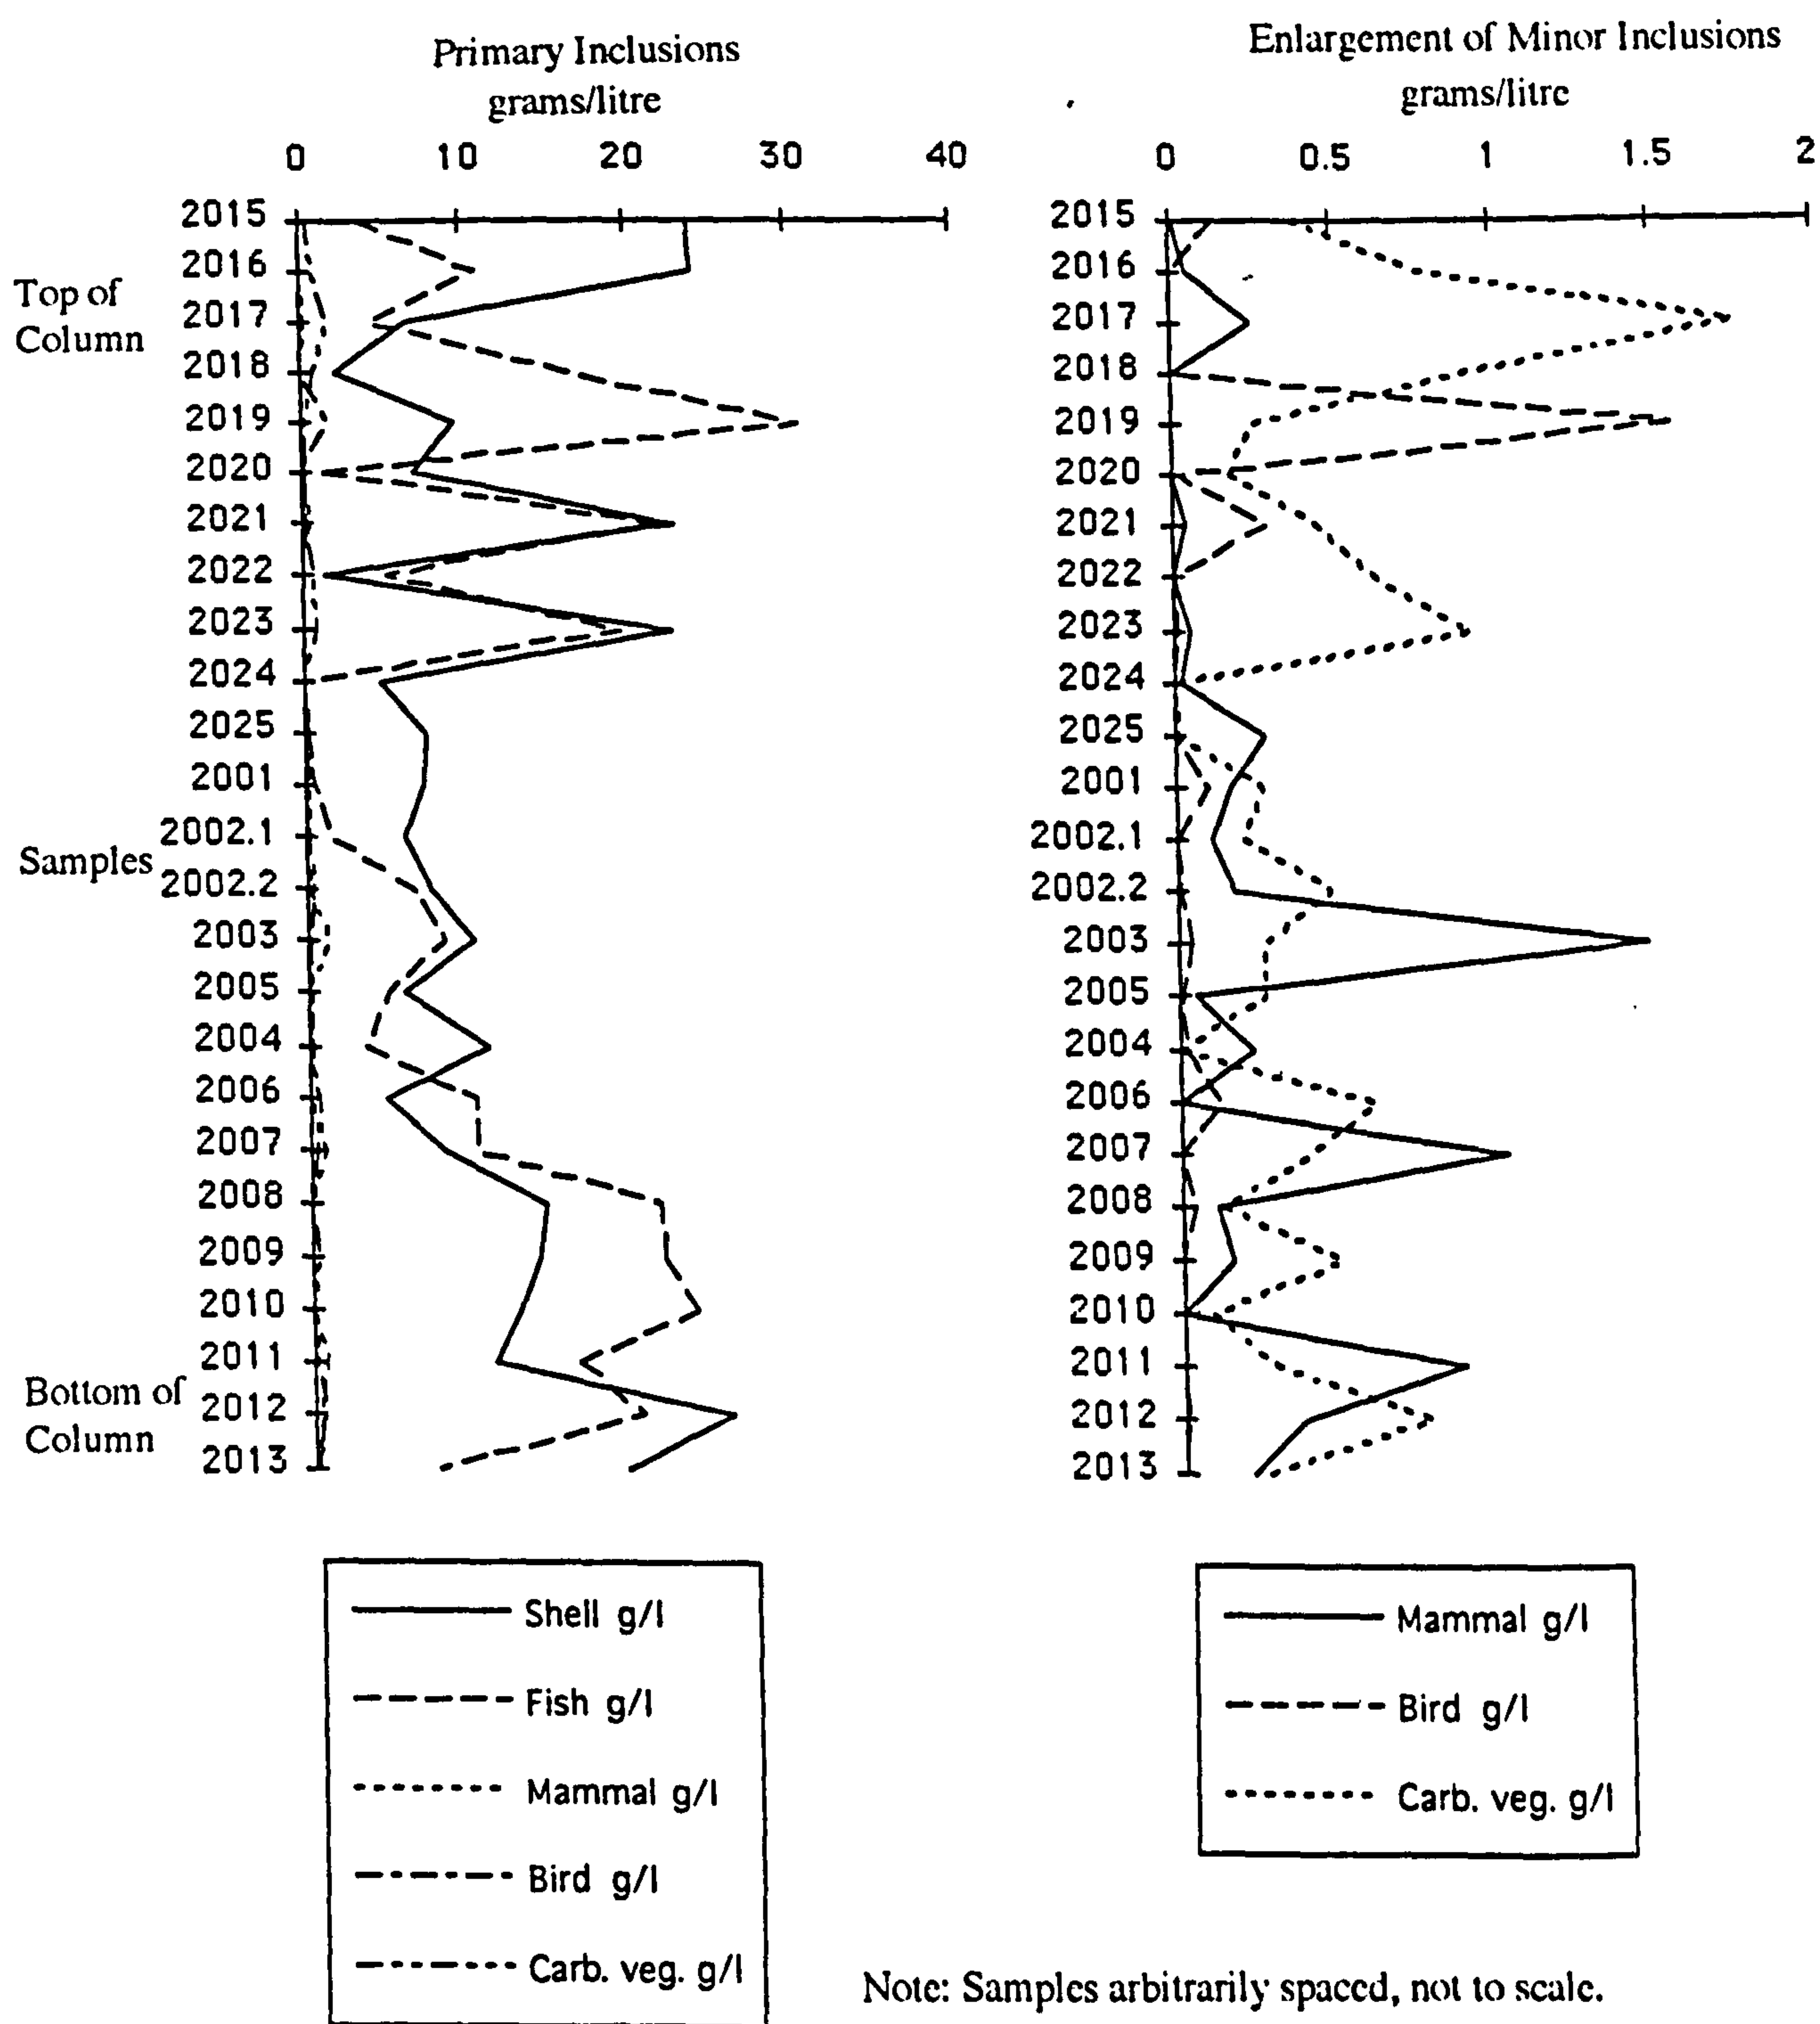 Primary Inclusions
grams/litre
0 10 20 30 40
2015
2016
Top of
Column
2017
2018
2019
2020
2021
2022
2023
2024
2025
2001
2002.1
Samples
2002.2
2003
2005
2004
2006
2007
2008
2009
2010
2011
Bottom of
Column
2012
2013
Shell g/l
Fish g/l
Mammal g/l
Bird g/l
Carb. veg. g/l
Enlargement of Minor Inclusions
grams/litre
0 0.5 1 1.5 2
2015
2016
2017
2018
2019
2020
2021
2022
2023
2024
2025
2001
2002.1
2002.2
2003
2005
2004
2006
2007
2008
2009
2010
2011
2012
2013
Mammal g/l
Bird g/l
Carb. veg. g/l
Note: Samples arbitrarily spaced, not to scale.